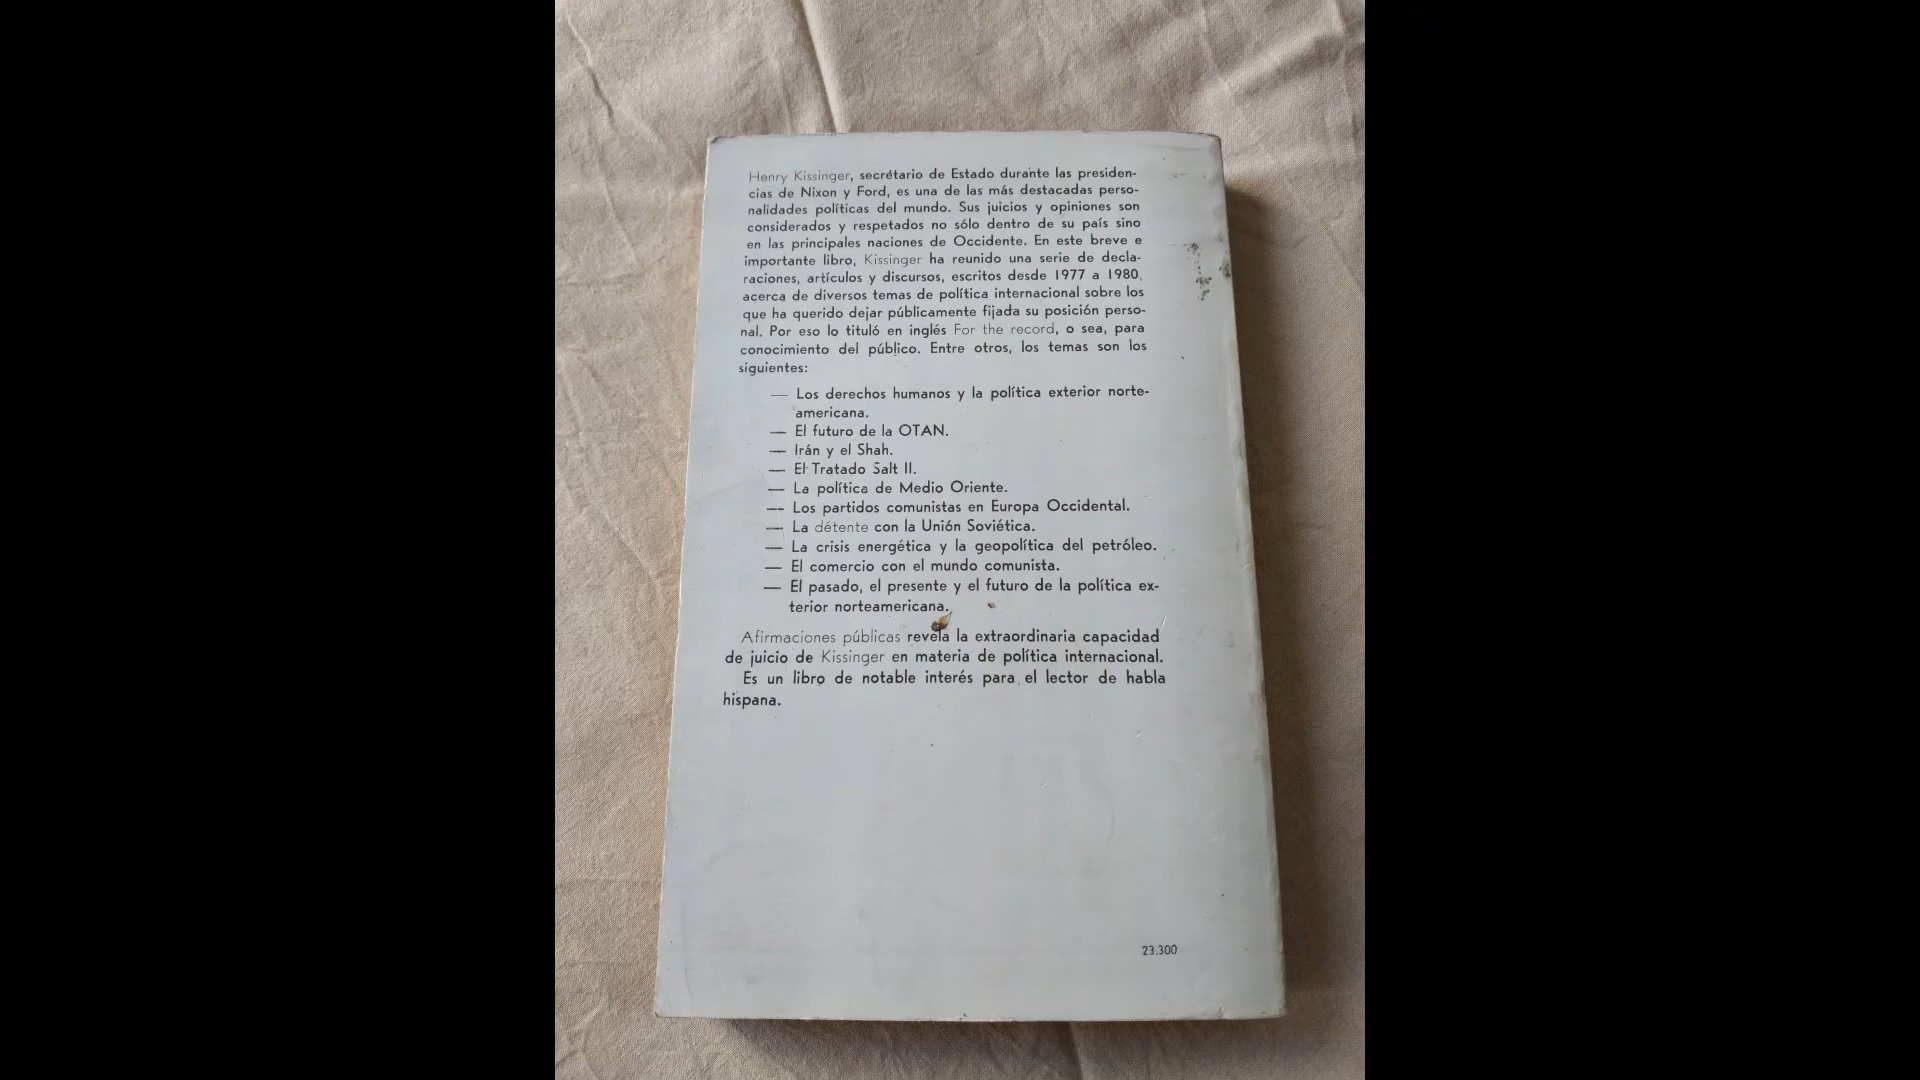 Henry Kissinger, secretario de Estado durante las presiden-
cias de Nixon y Ford, es una de las más destacadas perso-
nalidades políticas del mundo. Sus juicios y opiniones son
considerados y respetados no sólo dentro de su país sino
en las principales naciones de Occidente. En este breve e
importante libro, Kissinger ha reunido una serie de decla-
raciones, artículos y discursos, escritos desde 1977 a 1980,
acerca de diversos temas de política internacional sobre los
que ha querido dejar públicamente fijada su posición perso-
nal. Por eso lo tituló en inglés For the record, o sea, para
conocimiento del público. Entre otros, los temas son los
siguientes:
— Los derechos humanos y la política exterior norte-
americana.
— El futuro de la OTAN.
— Irán y el Shah.
— El Tratado Salt II.
— La política de Medio Oriente.
— Los partidos comunistas en Europa Occidental.
— La détente con la Unión Soviética.
— La crisis energética y la geopolítica del petróleo.
— El comercio con el mundo comunista.
— El pasado, el presente y el futuro de la política ex-
terior norteamericana.
Afirmaciones públicas revela la extraordinaria capacidad
de juicio de Kissinger en materia de política internacional.
Es un libro de notable interés para el lector de habla
hispana.
23.300